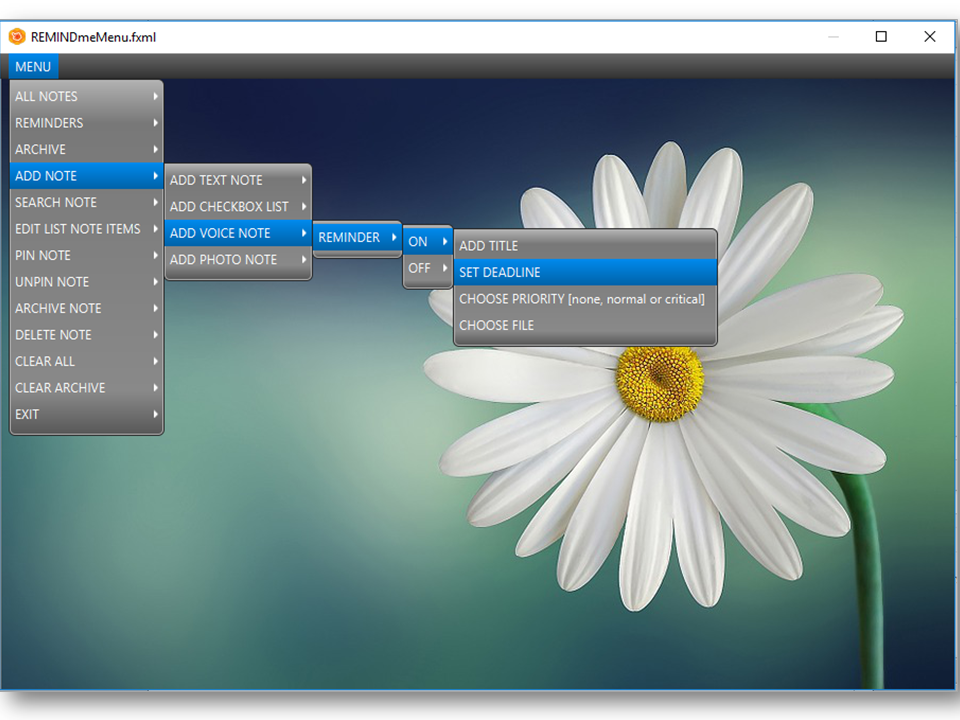 REMINDmeMenu.fxml
MENU
ALL NOTES
REMINDERS
ARCHIVE
ADD NOTE
SEARCH NOTE
EDIT LIST NOTE ITEMS
PIN NOTE
UNPIN NOTE
ARCHIVE NOTE
DELETE NOTE
CLEAR ALL
CLEAR ARCHIVE
EXIT
ADD TEXT NOTE
ADD CHECKBOX LIST
ADD VOICE NOTE
ADD PHOTO NOTE
REMINDER
ON
OFF
ADD TITLE
SET DEADLINE
CHOOSE PRIORITY [none, normal or critical]
CHOOSE FILE